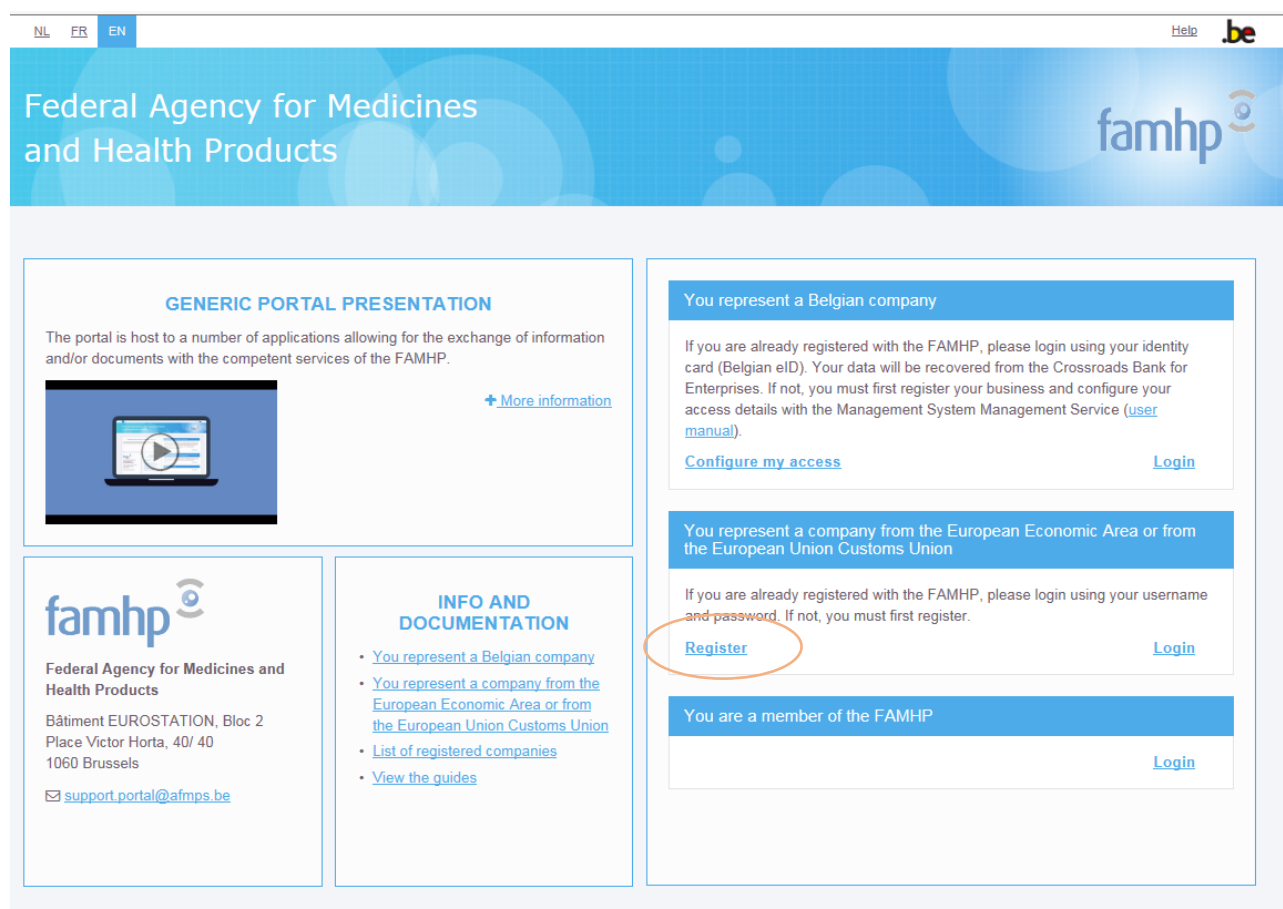 NL FR EN Help .be
Federal Agency for Medicines
and Health Products
famhp
GENERIC PORTAL PRESENTATION
The portal is host to a number of applications allowing for the exchange of information
and/or documents with the competent services of the FAMHP.
+ More information
famhp
Federal Agency for Medicines and
Health Products
Bâtiment EUROSTATION, Bloc 2
Place Victor Horta, 40/ 40
1060 Brussels
support.portal@afmps.be
INFO AND
DOCUMENTATION
• You represent a Belgian company
• You represent a company from the
European Economic Area or from
the European Union Customs Union
• List of registered companies
• View the guides
You represent a Belgian company
If you are already registered with the FAMHP, please login using your identity
card (Belgian eID). Your data will be recovered from the Crossroads Bank for
Enterprises. If not, you must first register your business and configure your
access details with the Management System Management Service (user
manual).
Configure my access Login
You represent a company from the European Economic Area or from
the European Union Customs Union
If you are already registered with the FAMHP, please login using your username
and password. If not, you must first register.
Register Login
You are a member of the FAMHP
Login